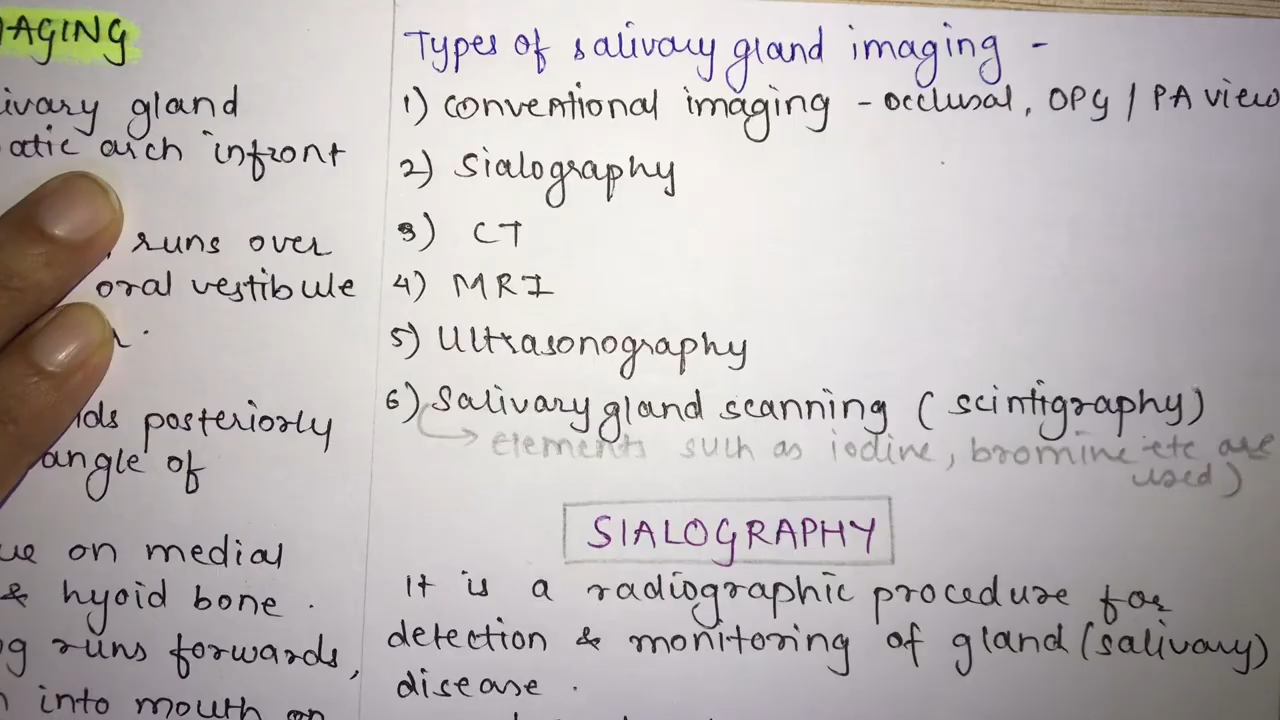 AGING
ivary gland
atic arch infront
runs over
oral vestibule
ds posteriorly
angle of
ue on medial
& hyoid bone.
g runs forwards,
into mouth on
Types of salivary gland imaging -
1) conventional imaging - occlusal, OPG / PA view
2) Sialography
3) CT
4) MRI
5) Ultrasonography
6) Salivary gland scanning ( scintigraphy)
elements such as iodine, bromine etc are
used)
SIALOGRAPHY
It is a radiographic procedure for
detection & monitoring of gland (salivary)
disease.